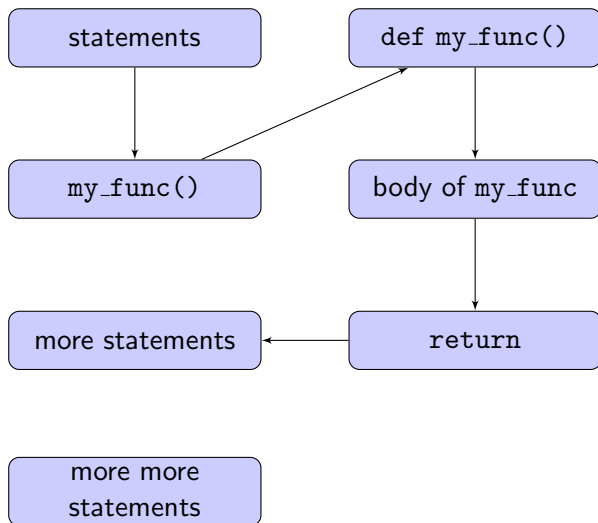 statements
def my_func()
my_func()
body of my_func
more statements
return
more more
statements